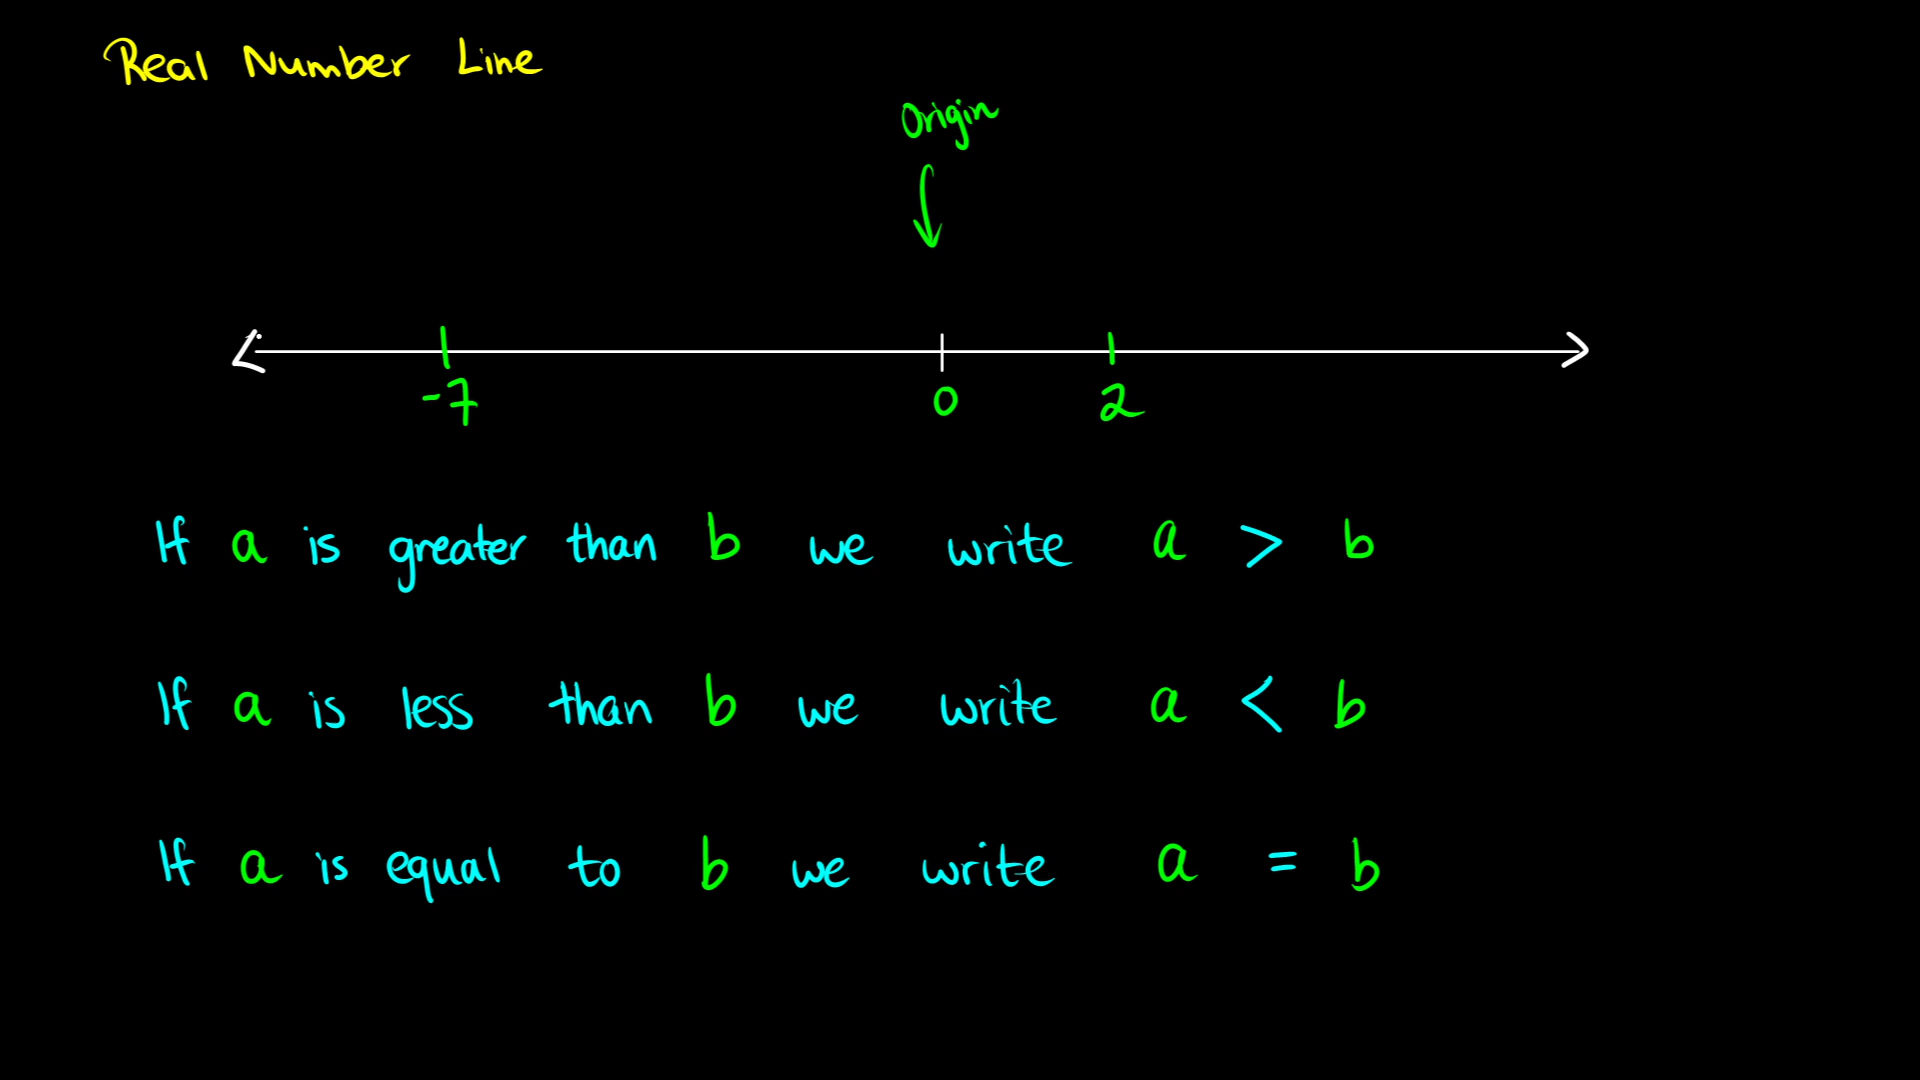 Real Number Line
Origin
-7 0 2
If a is greater than b we write a > b
If a is less than b we write a < b
If a is equal to b we write a = b